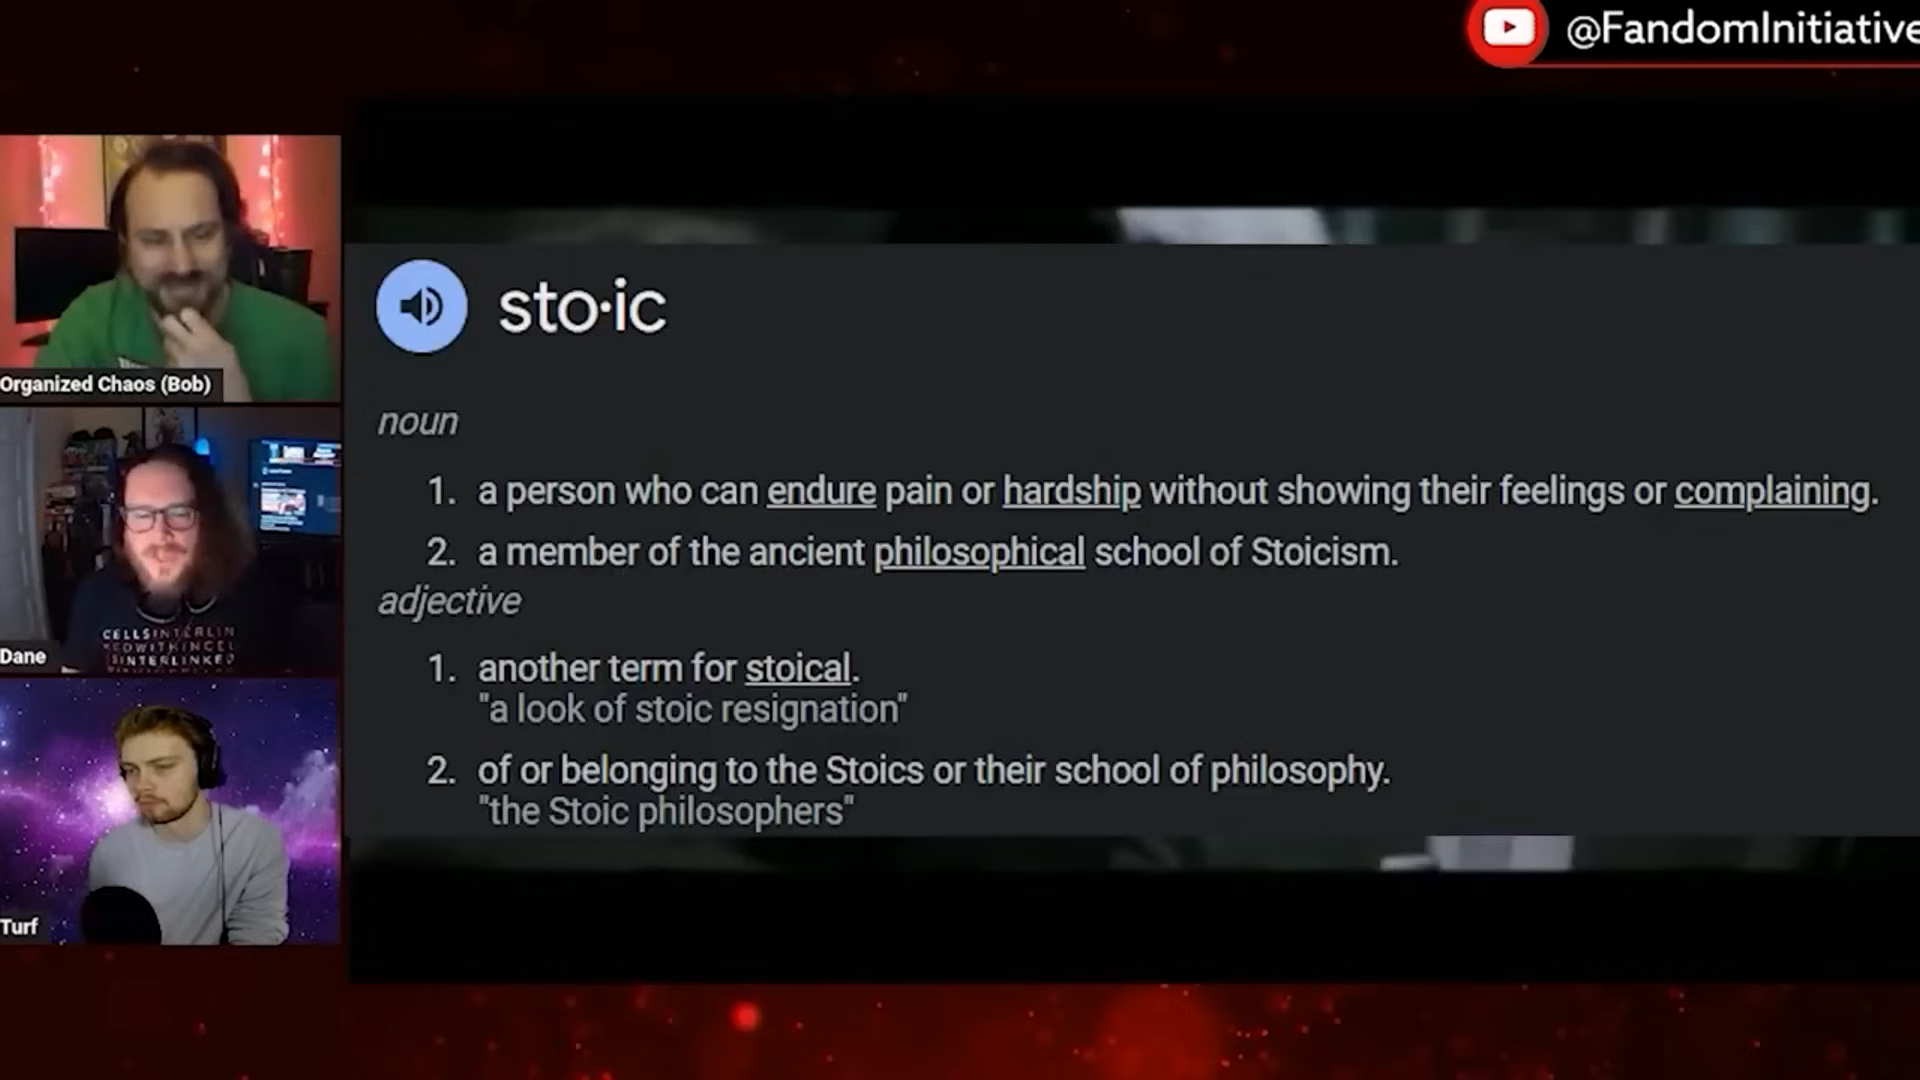 @FandomInitiative
Organized Chaos (Bob)
Dane
CELLSINTERLIN
KEDWITHINCEL
SINTERLINKED
Turf
sto·ic
noun
1. a person who can endure pain or hardship without showing their feelings or complaining.
2. a member of the ancient philosophical school of Stoicism.
adjective
1. another term for stoical.
"a look of stoic resignation"
2. of or belonging to the Stoics or their school of philosophy.
"the Stoic philosophers"